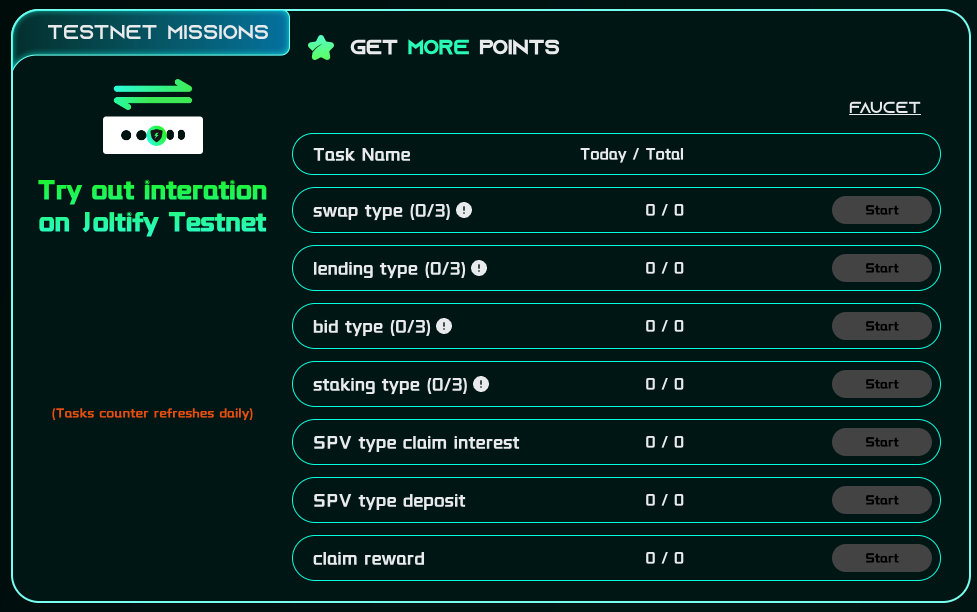 TESTNET MISSIONS
GET MORE POINTS
FAUCET
Try out interation
on Joltify Testnet
(Tasks counter refreshes daily)
Task Name Today / Total
swap type (0/3) 0 / 0 Start
lending type (0/3) 0 / 0 Start
bid type (0/3) 0 / 0 Start
staking type (0/3) 0 / 0 Start
SPV type claim interest 0 / 0 Start
SPV type deposit 0 / 0 Start
claim reward 0 / 0 Start